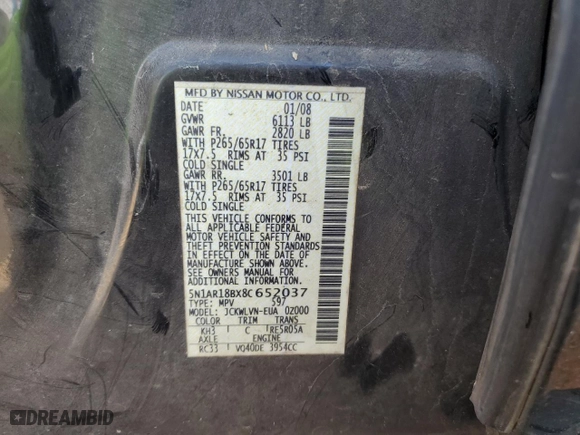 MFD BY NISSAN MOTOR CO., LTD.
DATE 01/08
GVWR 6113 LB
GAWR FR. 2820 LB
WITH P265/65R17 TIRES
17X7.5 RIMS AT 35 PSI
COLD SINGLE
GAWR RR. 3501 LB
WITH P265/65R17 TIRES
17X7.5 RIMS AT 35 PSI
COLD SINGLE
THIS VEHICLE CONFORMS TO
ALL APPLICABLE FEDERAL
MOTOR VEHICLE SAFETY AND
THEFT PREVENTION STANDARDS
IN EFFECT ON THE DATE OF
MANUFACTURE SHOWN ABOVE.
SEE OWNERS MANUAL FOR
ADDITIONAL INFORMATION
5N1AR18BX8C652037
TYPE: MPV 597
MODEL: JCKWLVN-EUA 02000
COLOR TRIM TRANS
KH3 C RE5R05A
AXLE ENGINE
RC33 VQ40DE 3954CC
DREAMBID